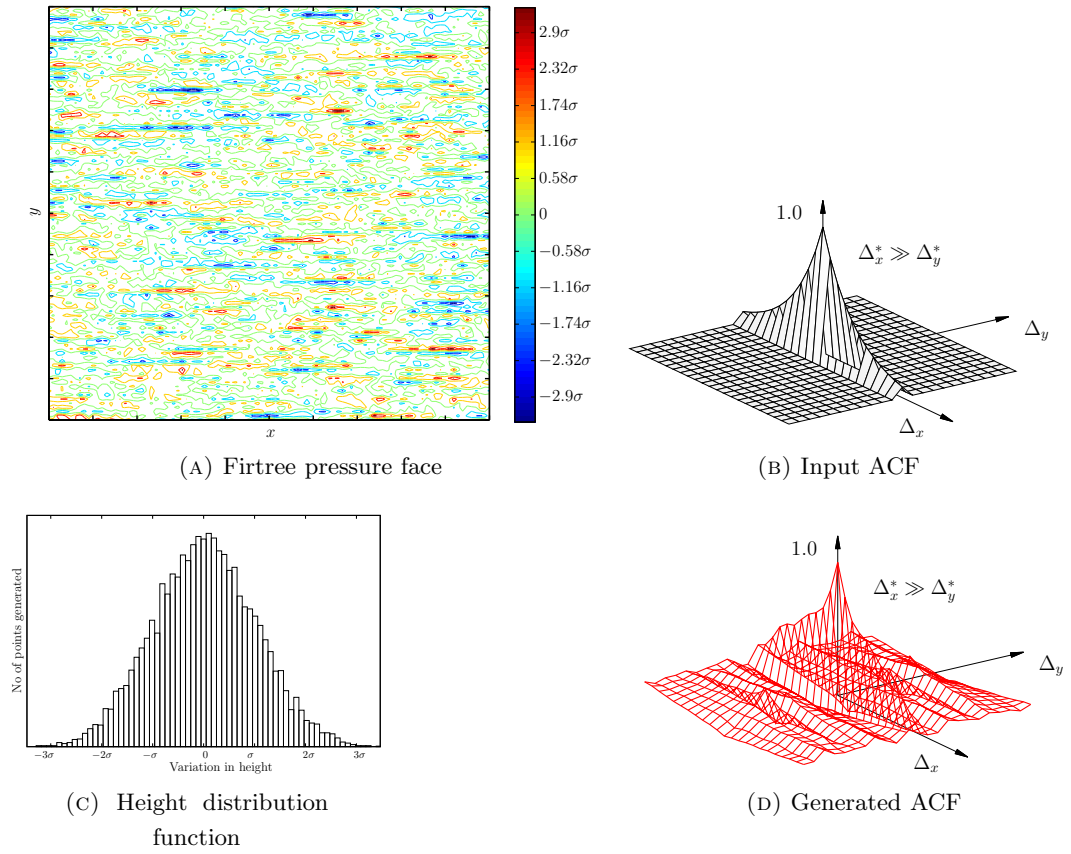 2.9σ
2.32σ
1.74σ
1.16σ
0.58σ
0
−0.58σ
−1.16σ
−1.74σ
−2.32σ
−2.9σ
y
x
(A) Firtree pressure face
1.0
Δ*x ≫ Δ*y
Δy
Δx
(B) Input ACF
No of points generated
−3σ −2σ −σ 0 σ 2σ 3σ
Variation in height
(C) Height distribution
function
1.0
Δ*x ≫ Δ*y
Δy
Δx
(D) Generated ACF